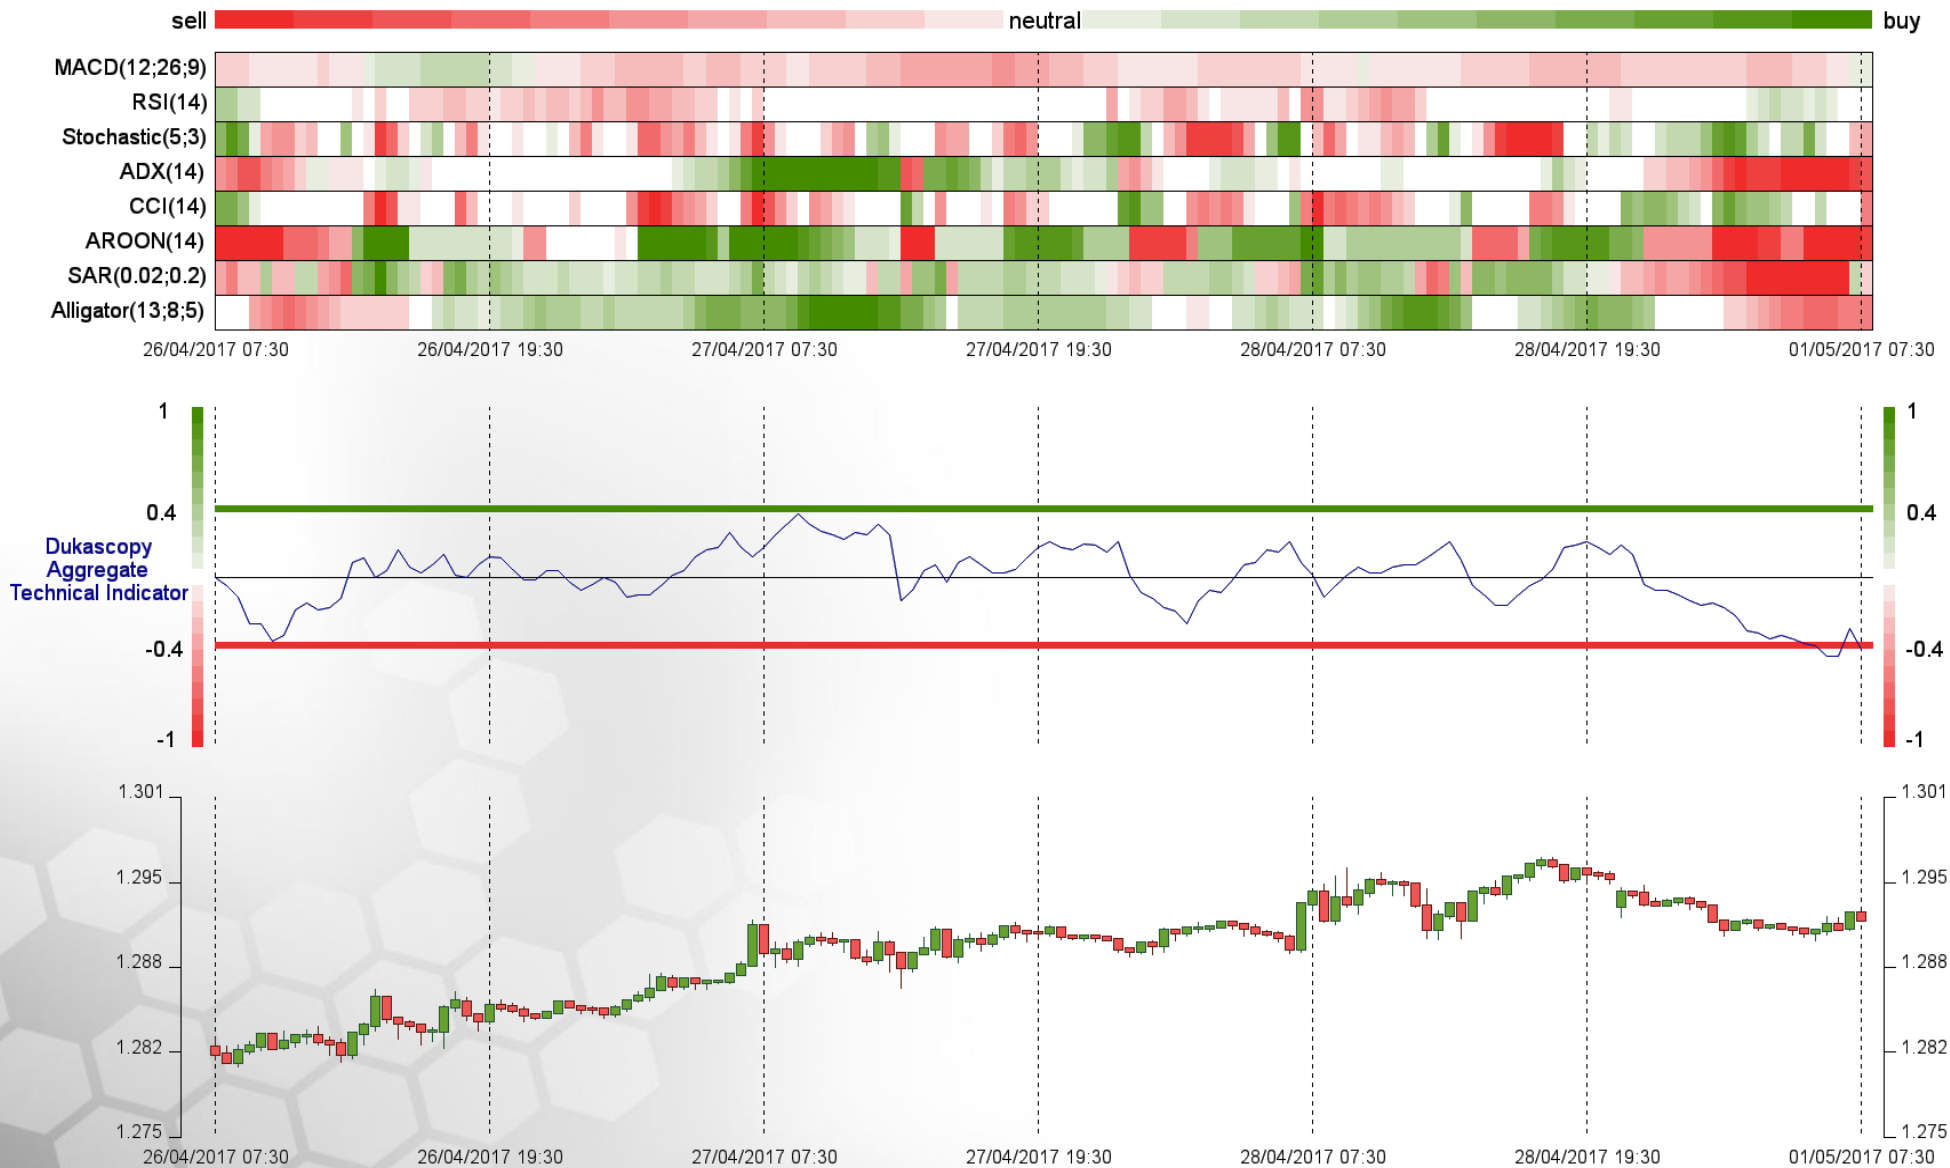 sell neutral buy
MACD(12;26;9)
RSI(14)
Stochastic(5;3)
ADX(14)
CCI(14)
AROON(14)
SAR(0.02;0.2)
Alligator(13;8;5)
26/04/2017 07:30 26/04/2017 19:30 27/04/2017 07:30 27/04/2017 19:30 28/04/2017 07:30 28/04/2017 19:30 01/05/2017 07:30
1 1
0.4 0.4
Dukascopy
Aggregate
Technical Indicator
-0.4 -0.4
-1 -1
1.301 1.301
1.295 1.295
1.288 1.288
1.282 1.282
1.275 1.275
26/04/2017 07:30 26/04/2017 19:30 27/04/2017 07:30 27/04/2017 19:30 28/04/2017 07:30 28/04/2017 19:30 01/05/2017 07:30